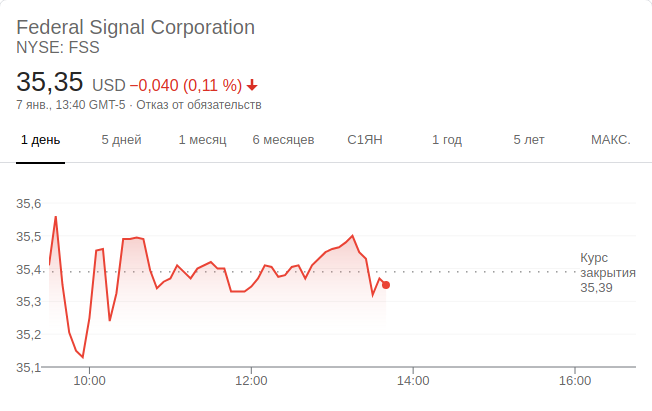 Federal Signal Corporation
NYSE: FSS
35,35 USD −0,040 (0,11 %)
7 янв., 13:40 GMT-5 · Отказ от обязательств
1 день 5 дней 1 месяц 6 месяцев С1ЯН 1 год 5 лет МАКС.
35,6
35,5
35,4
35,3
35,2
35,1
Курс
закрытия
35,39
10:00 12:00 14:00 16:00